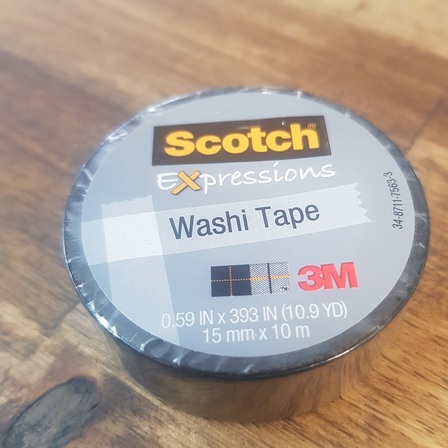 Scotch®
Expressions
Washi Tape
3M
0.59 IN x 393 IN (10.9 YD)
15 mm x 10 m
34-8711-7563-3